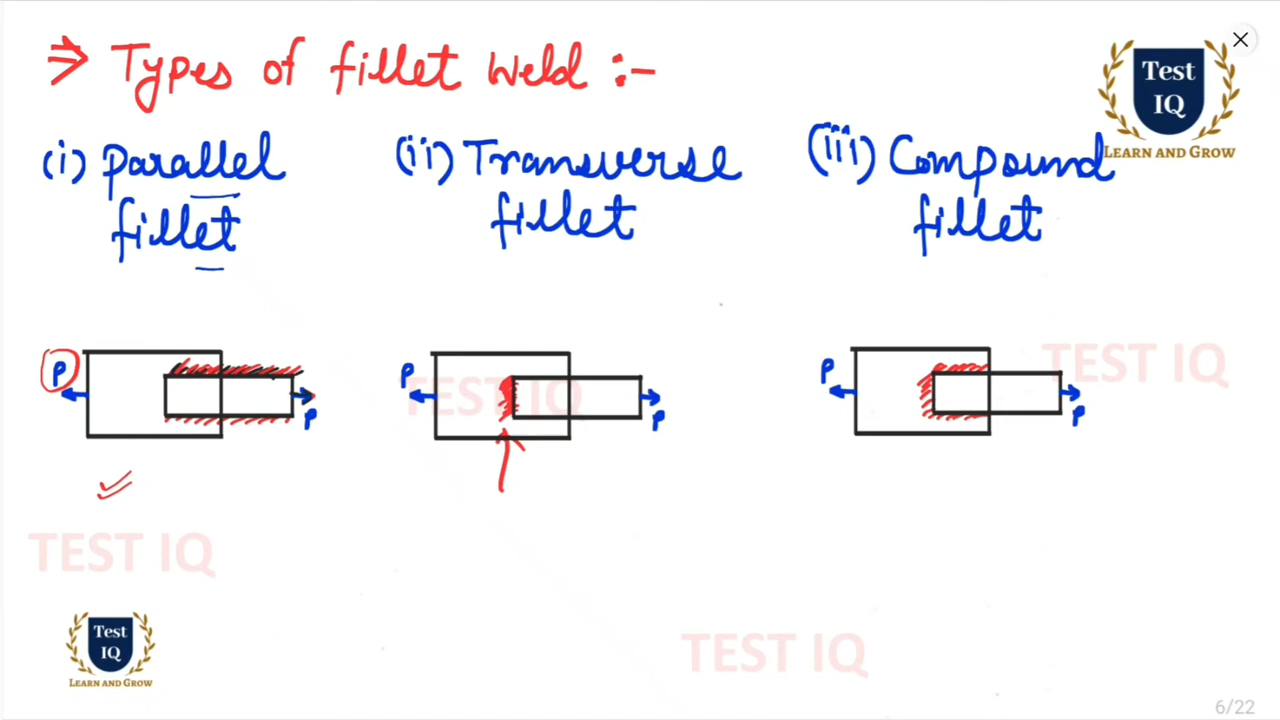 ⇒ Types of fillet weld :-
Test
IQ
LEARN AND GROW
(i) Parallel
fillet
(ii) Transverse
fillet
(iii) Compound
fillet
P
P
P
P
P
P
TEST IQ
TEST IQ
TEST IQ
TEST IQ
Test
IQ
LEARN AND GROW
6/22